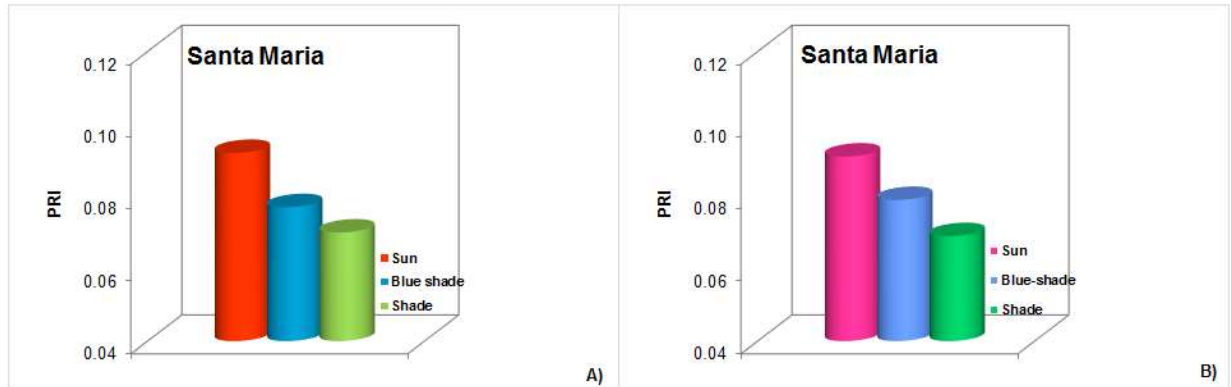 Santa Maria
0.12
0.10
0.08
0.06
0.04
PRI
Sun
Blue shade
Shade
A)
Santa Maria
0.12
0.10
0.08
0.06
0.04
PRI
Sun
Blue-shade
Shade
B)